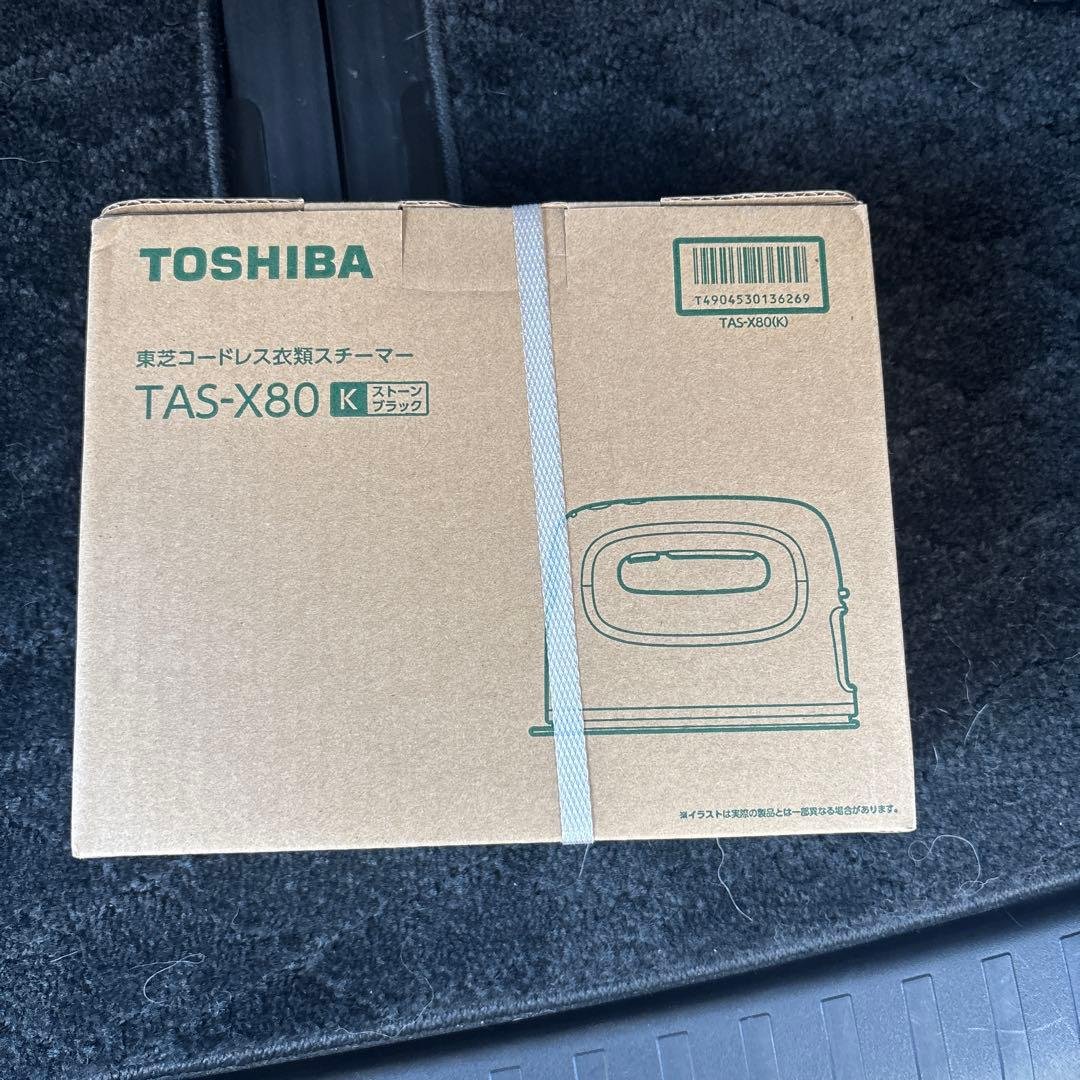 TOSHIBA
T4904530136269
TAS-X80(K)
東芝コードレス衣類スチーマー
TAS-X80 K ストーン
ブラック
※イラストは実際の製品とは一部異なる場合があります。